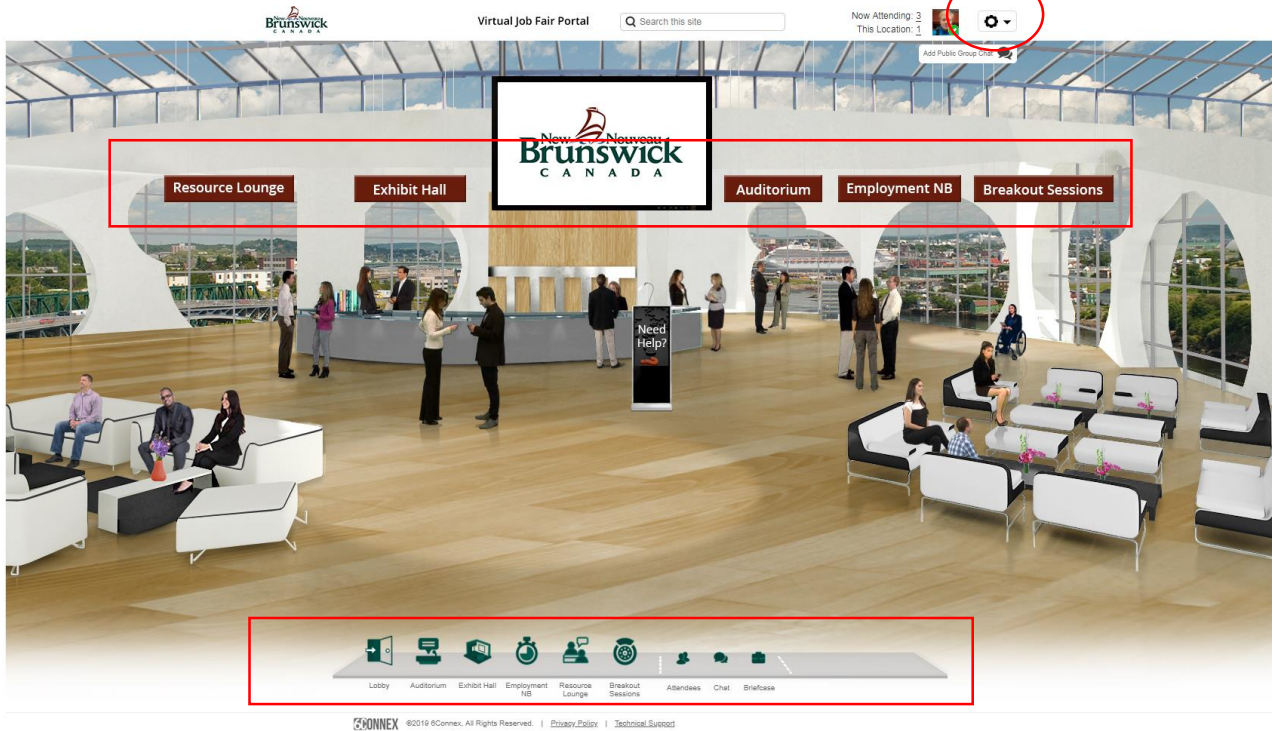 New Nouveau
Brunswick
CANADA
Virtual Job Fair Portal
Search this site
Now Attending: 3
This Location: 1
Add Public Group Chat
New Nouveau
Brunswick
CANADA
Resource Lounge
Exhibit Hall
Auditorium
Employment NB
Breakout Sessions
Need
Help?
Lobby
Auditorium
Exhibit Hall
Employment
NB
Resource
Lounge
Breakout
Sessions
Attendees
Chat
Briefcase
6CONNEX ©2019 6Connex, All Rights Reserved. | Privacy Policy | Technical Support